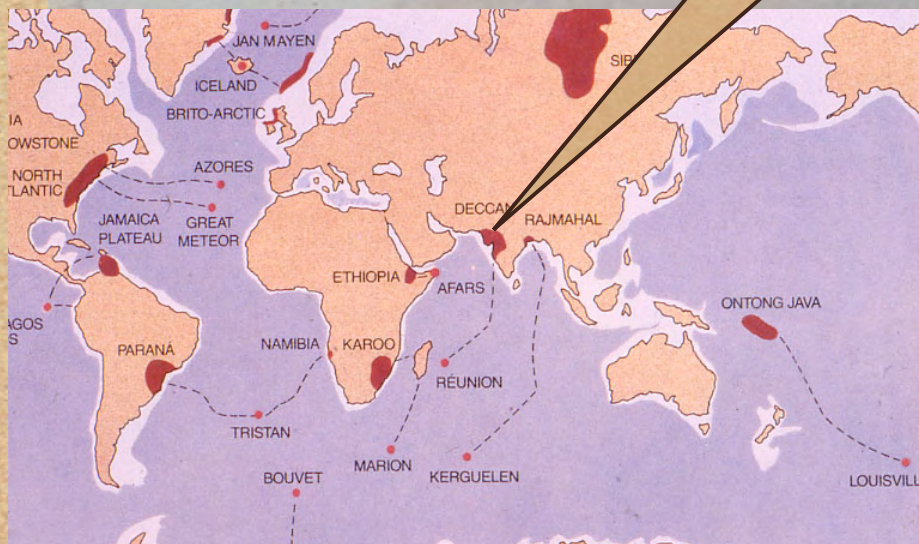 JAN MAYEN
ICELAND
BRITO-ARCTIC
IA
OWSTONE
NORTH
TLANTIC
AZORES
GREAT
METEOR
JAMAICA
PLATEAU
AGOS
S
PARANÁ
TRISTAN
BOUVET
NAMIBIA
KAROO
ETHIOPIA
AFARS
MARION
RÉUNION
KERGUELEN
DECCAN
RAJMAHAL
SIB
ONTONG JAVA
LOUISVILL